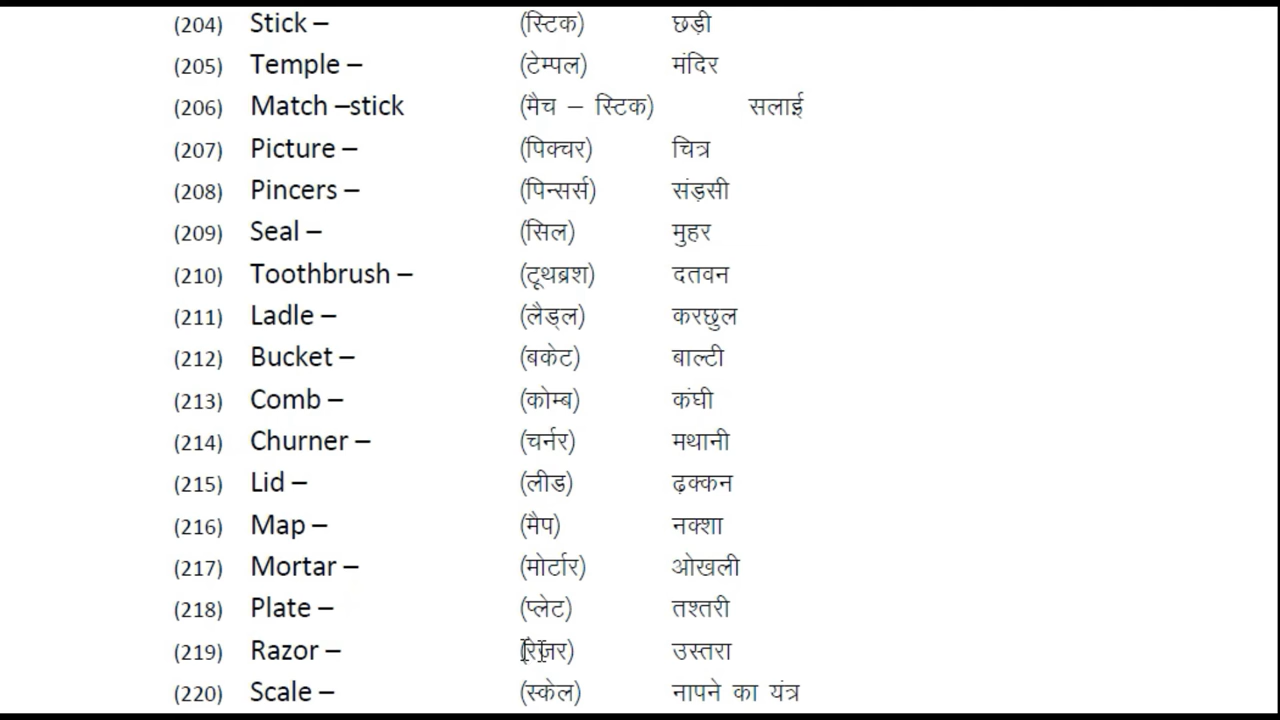 (204) Stick – (स्टिक) छड़ी
(205) Temple – (टेम्पल) मंदिर
(206) Match –stick (मैच – स्टिक) सलाई
(207) Picture – (पिक्चर) चित्र
(208) Pincers – (पिन्सर्स) संड़सी
(209) Seal – (सिल) मुहर
(210) Toothbrush – (टूथब्रश) दतवन
(211) Ladle – (लैड्ल) करछुल
(212) Bucket – (बकेट) बाल्टी
(213) Comb – (कोम्ब) कंघी
(214) Churner – (चर्नर) मथानी
(215) Lid – (लीड) ढ़क्कन
(216) Map – (मैप) नक्शा
(217) Mortar – (मोर्टार) ओखली
(218) Plate – (प्लेट) तश्तरी
(219) Razor – (रेजर) उस्तरा
(220) Scale – (स्केल) नापने का यंत्र